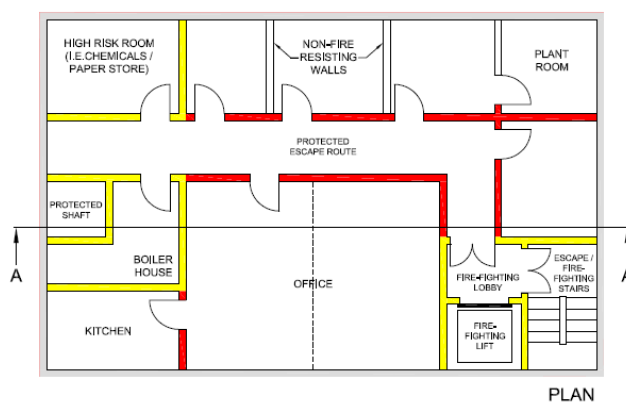 HIGH RISK ROOM
(I.E.CHEMICALS /
PAPER STORE)
NON-FIRE
RESISTING
WALLS
PLANT
ROOM
PROTECTED
ESCAPE ROUTE
PROTECTED
SHAFT
A
A
BOILER
HOUSE
OFFICE
FIRE-FIGHTING
LOBBY
ESCAPE /
FIRE-
FIGHTING
STAIRS
KITCHEN
FIRE-
FIGHTING
LIFT
PLAN